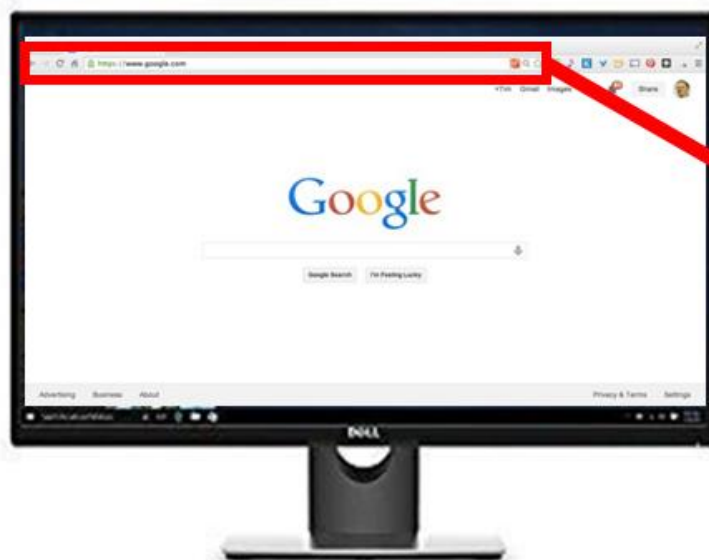 https://www.google.com
+Tim Gmail Images Share
Google
Google Search I'm Feeling Lucky
Advertising Business About Privacy & Terms Settings
DELL